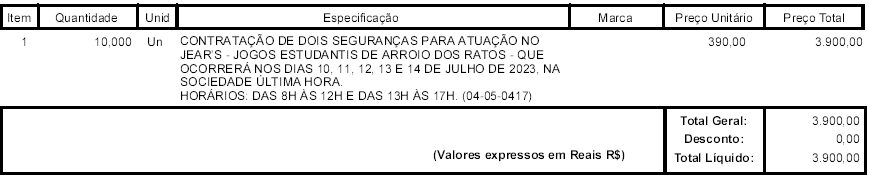 Item Quantidade Unid Especificação Marca Preço Unitário Preço Total
1 10,000 Un CONTRATAÇÃO DE DOIS SEGURANÇAS PARA ATUAÇÃO NO 390,00 3.900,00
JEAR'S - JOGOS ESTUDANTIS DE ARROIO DOS RATOS - QUE
OCORRERÁ NOS DIAS 10, 11, 12, 13 E 14 DE JULHO DE 2023, NA
SOCIEDADE ÚLTIMA HORA.
HORÁRIOS: DAS 8H ÀS 12H E DAS 13H ÀS 17H. (04-05-0417)
Total Geral: 3.900,00
Desconto: 0,00
(Valores expressos em Reais R$) Total Líquido: 3.900,00